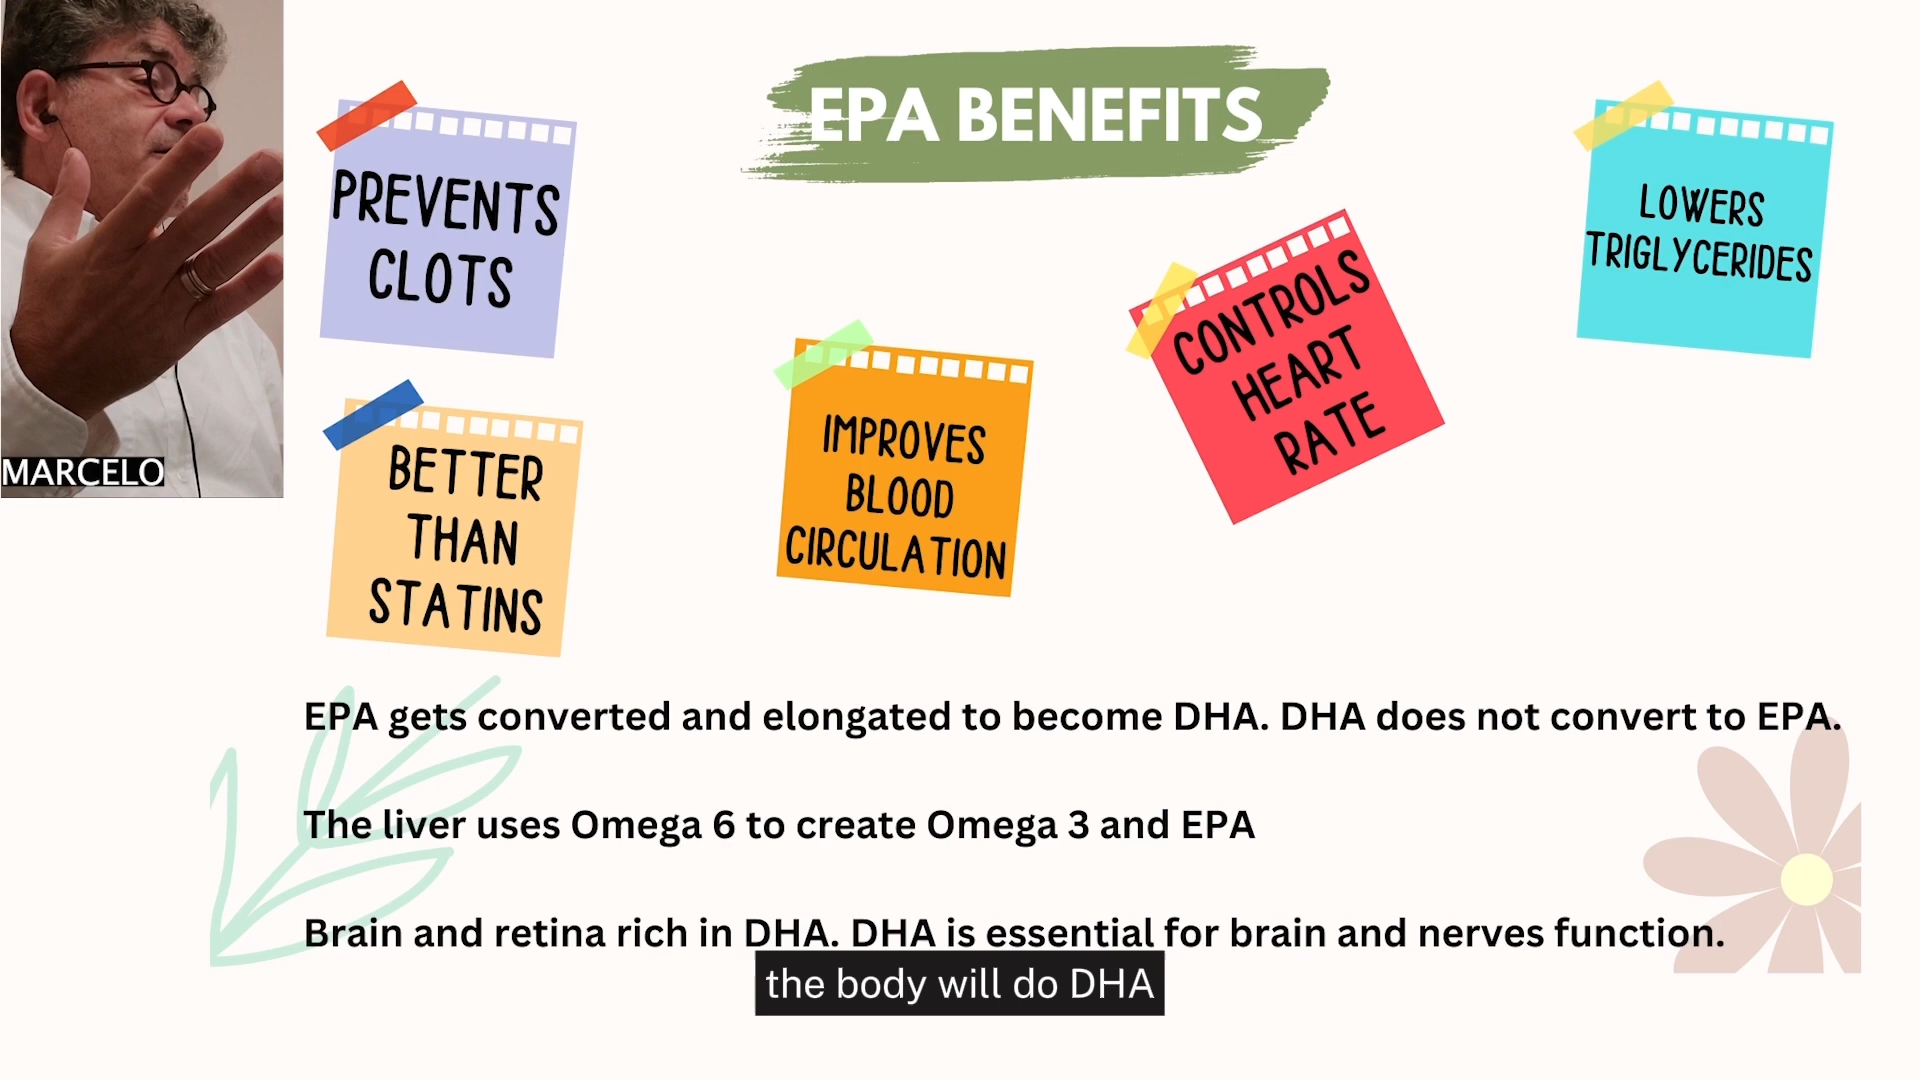 EPA BENEFITS
PREVENTS
CLOTS
LOWERS
TRIGLYCERIDES
CONTROLS
HEART
RATE
IMPROVES
BLOOD
CIRCULATION
BETTER
THAN
STATINS
MARCELO
EPA gets converted and elongated to become DHA. DHA does not convert to EPA.
The liver uses Omega 6 to create Omega 3 and EPA
Brain and retina rich in DHA. DHA is essential for brain and nerves function.
the body will do DHA